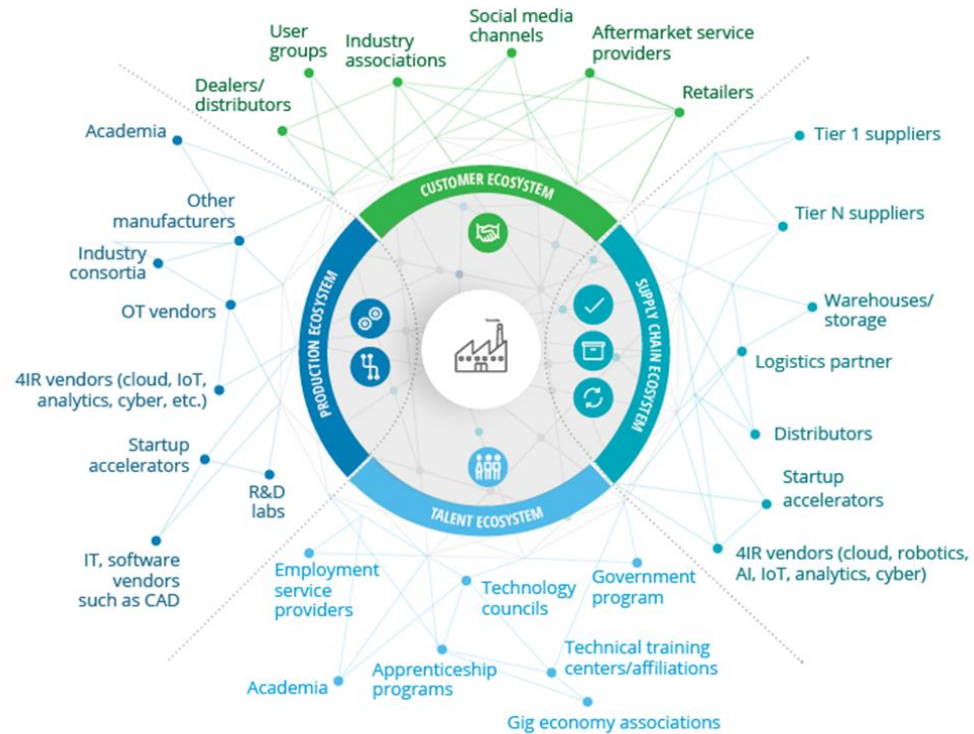 User
groups
Industry
associations
Social media
channels
Aftermarket service
providers
Dealers/
distributors
Retailers
CUSTOMER ECOSYSTEM
Academia
Other
manufacturers
Industry
consortia
OT vendors
4IR vendors (cloud, IoT,
analytics, cyber, etc.)
Startup
accelerators
R&D
labs
IT, software
vendors
such as CAD
PRODUCTION ECOSYSTEM
SUPPLY CHAIN ECOSYSTEM
Tier 1 suppliers
Tier N suppliers
Warehouses/
storage
Logistics partner
Distributors
Startup
accelerators
4IR vendors (cloud, robotics,
AI, IoT, analytics, cyber)
TALENT ECOSYSTEM
Employment
service
providers
Technology
councils
Government
program
Academia
Apprenticeship
programs
Technical training
centers/affiliations
Gig economy associations